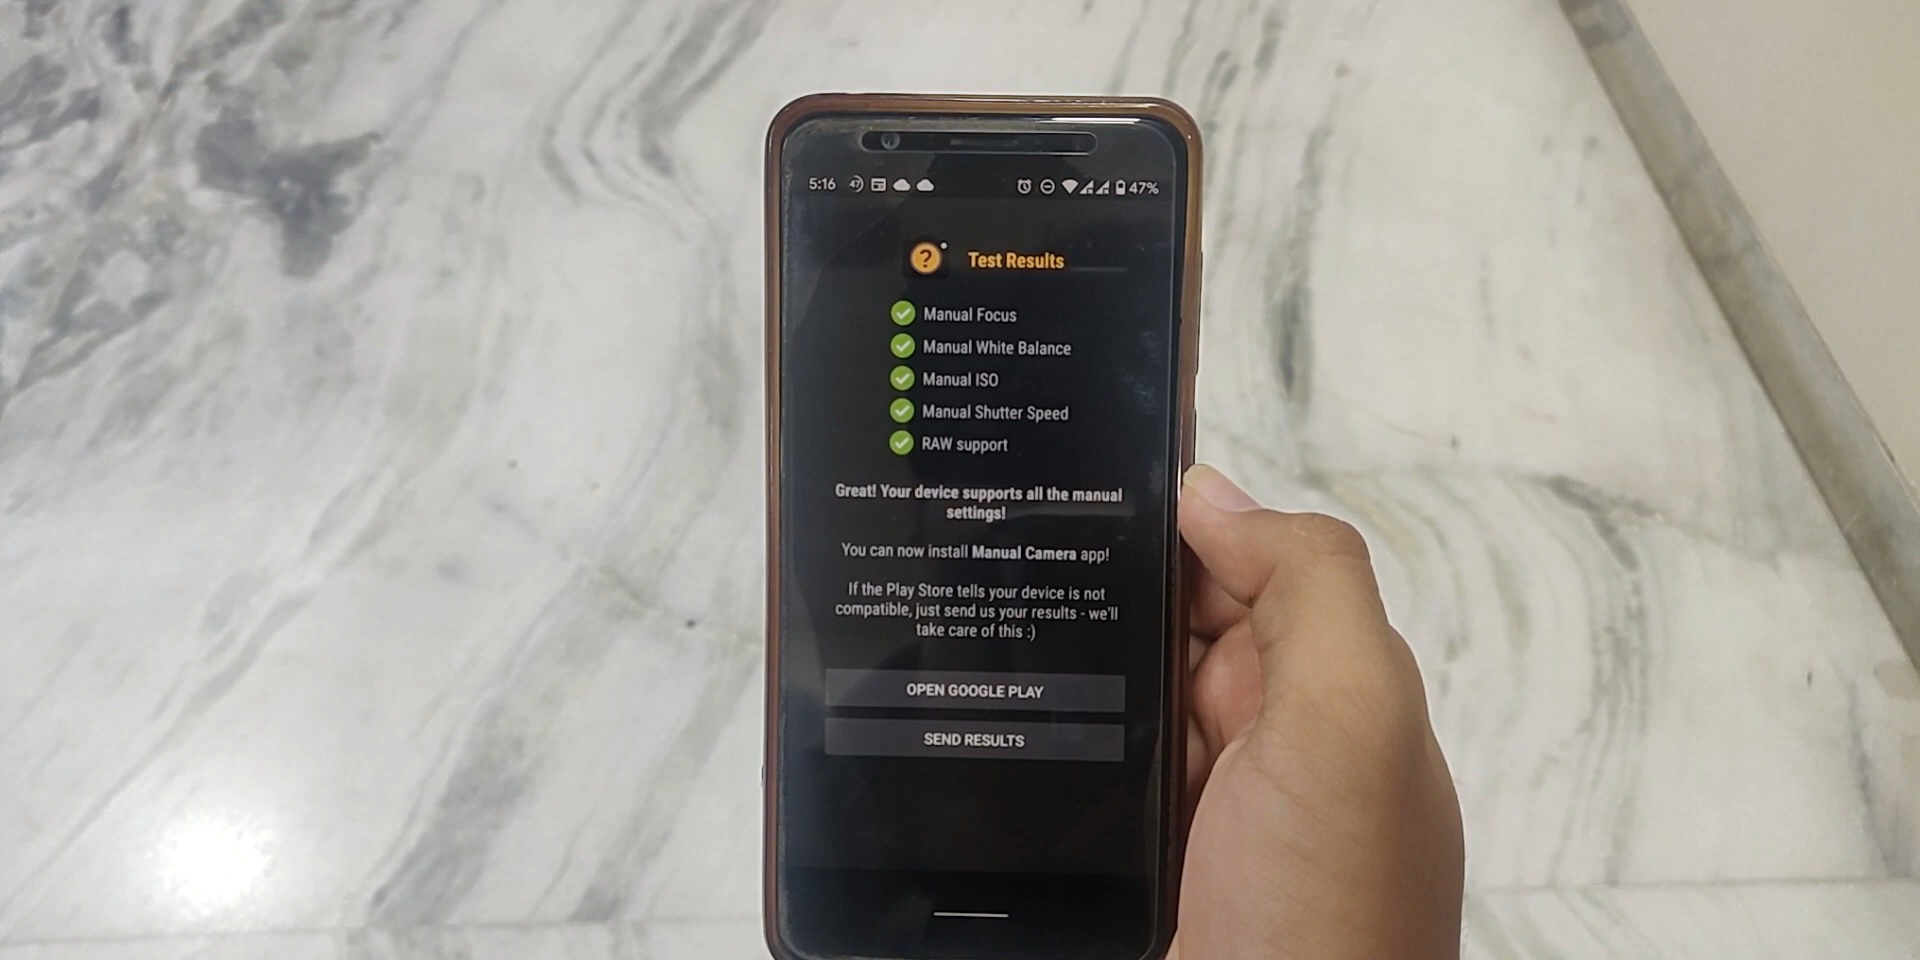 5:16 47 47%
? Test Results
Manual Focus
Manual White Balance
Manual ISO
Manual Shutter Speed
RAW support
Great! Your device supports all the manual
settings!
You can now install Manual Camera app!
If the Play Store tells your device is not
compatible, just send us your results - we'll
take care of this :)
OPEN GOOGLE PLAY
SEND RESULTS